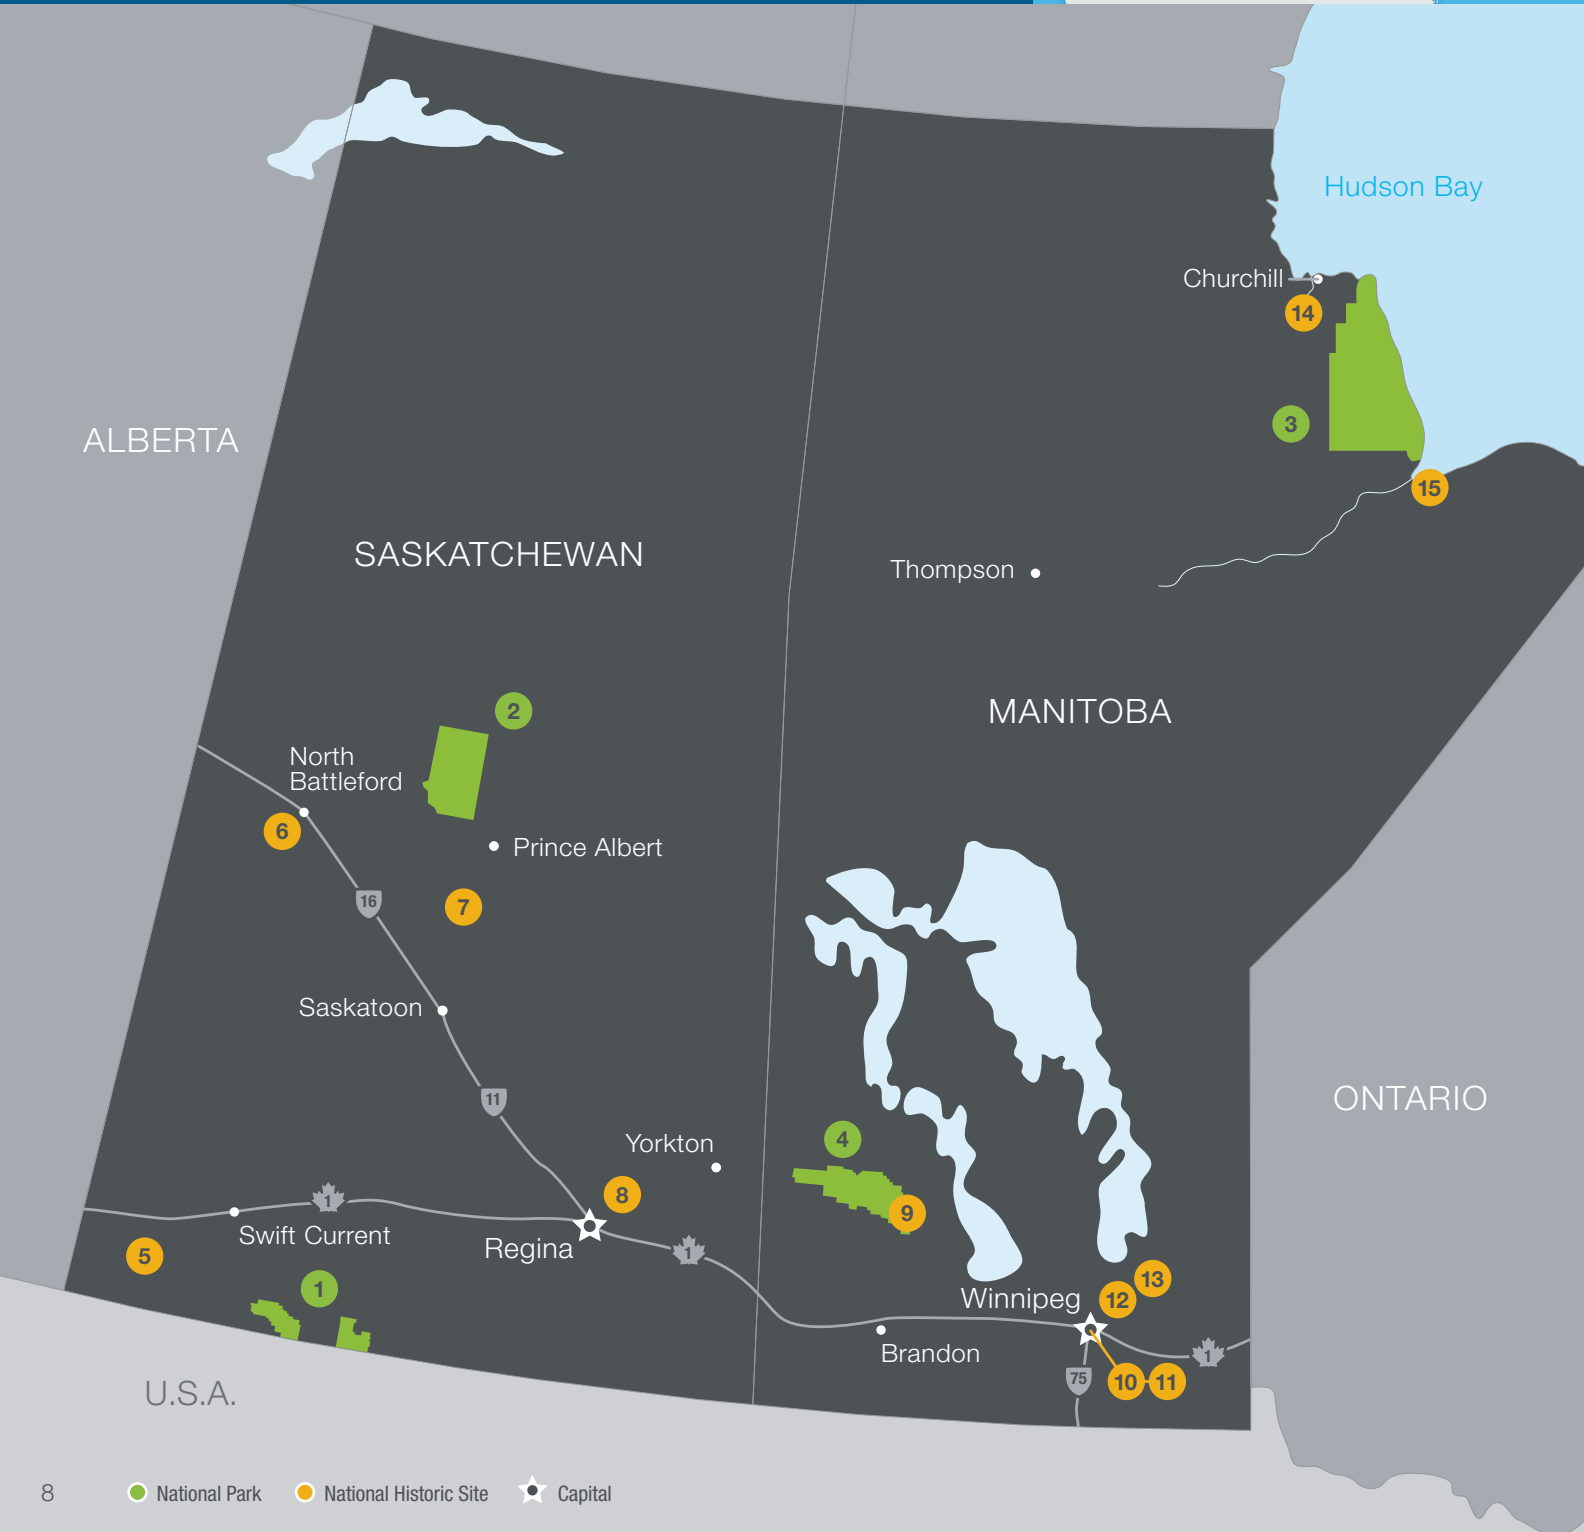 Hudson Bay
Churchill
14
3
ALBERTA
15
SASKATCHEWAN
Thompson
2
MANITOBA
North
Battleford
6
Prince Albert
16
7
Saskatoon
11
ONTARIO
4
Yorkton
8
1
9
Swift Current
Regina
1
5
1
13
Winnipeg
12
Brandon
1
75
10
11
U.S.A.
8
National Park
National Historic Site
Capital